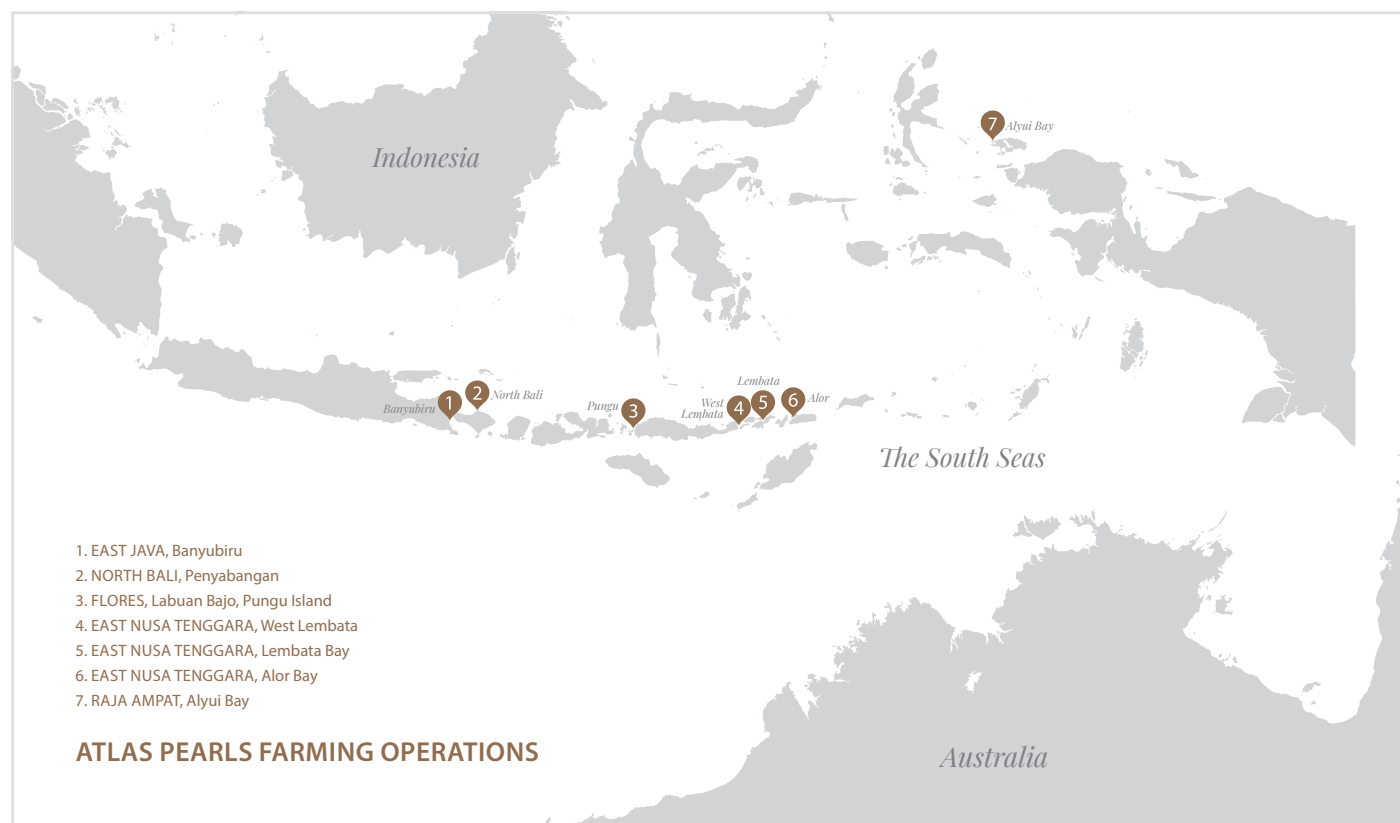 Indonesia
7 Alyui Bay
Lembata
Banyubiru 1
2 North Bali
Pungu 3
West
Lembata
4
5
6 Alor
The South Seas
1. EAST JAVA, Banyubiru
2. NORTH BALI, Penyabangan
3. FLORES, Labuan Bajo, Pungu Island
4. EAST NUSA TENGGARA, West Lembata
5. EAST NUSA TENGGARA, Lembata Bay
6. EAST NUSA TENGGARA, Alor Bay
7. RAJA AMPAT, Alyui Bay
ATLAS PEARLS FARMING OPERATIONS
Australia